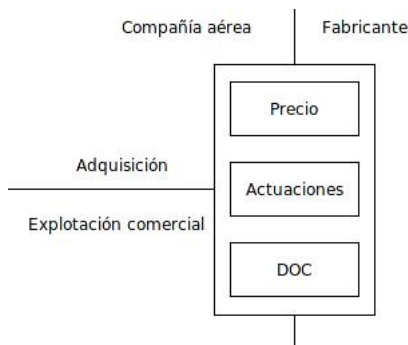 Compañía aérea
Fabricante
Precio
Adquisición
Actuaciones
Explotación comercial
DOC